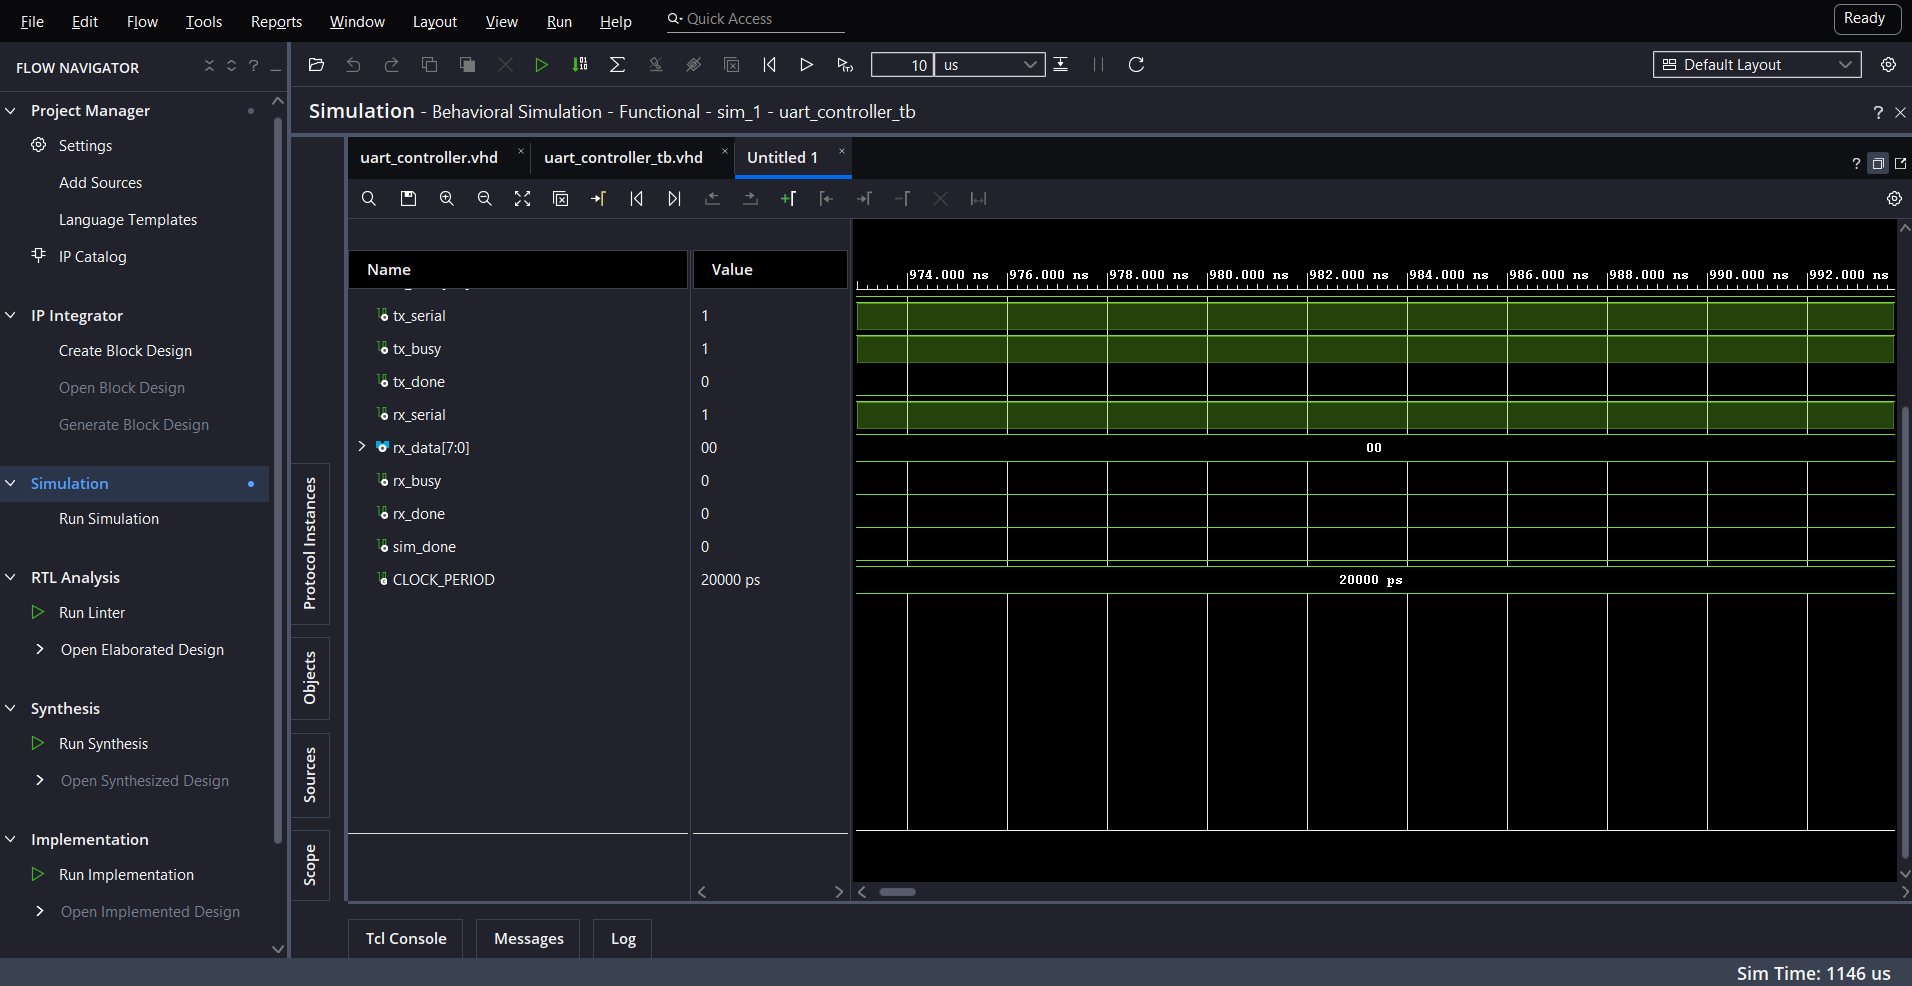 File Edit Flow Tools Reports Window Layout View Run Help Quick Access Ready
FLOW NAVIGATOR
10 us
Default Layout
Project Manager
Settings
Add Sources
Language Templates
IP Catalog
IP Integrator
Create Block Design
Open Block Design
Generate Block Design
Simulation
Run Simulation
RTL Analysis
Run Linter
Open Elaborated Design
Synthesis
Run Synthesis
Open Synthesized Design
Implementation
Run Implementation
Open Implemented Design
Simulation - Behavioral Simulation - Functional - sim_1 - uart_controller_tb
uart_controller.vhd uart_controller_tb.vhd Untitled 1
Protocol Instances
Objects
Sources
Scope
Name Value
974.000 ns 976.000 ns 978.000 ns 980.000 ns 982.000 ns 984.000 ns 986.000 ns 988.000 ns 990.000 ns 992.000 ns
tx_serial 1
tx_busy 1
tx_done 0
rx_serial 1
rx_data[7:0] 00 00
rx_busy 0
rx_done 0
sim_done 0
CLOCK_PERIOD 20000 ps 20000 ps
Tcl Console Messages Log
Sim Time: 1146 us